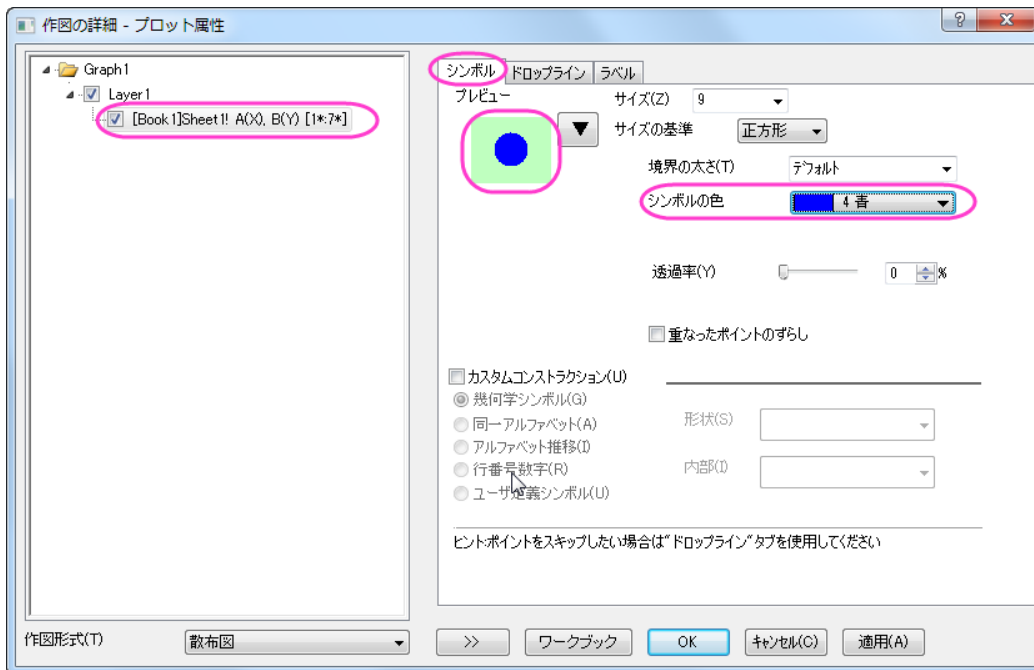 作図の詳細 - プロット属性
Graph1
Layer1
[Book1]Sheet1! A(X), B(Y) [1*:7*]
シンボル ドロップライン ラベル
プレビュー
サイズ(Z) 9
サイズの基準 正方形
境界の太さ(T) デフォルト
シンボルの色 4 青
透過率(Y) 0 %
重なったポイントのずらし
カスタムコンストラクション(U)
幾何学シンボル(G)
同一アルファベット(A)
アルファベット推移(I)
行番号数字(R)
ユーザ定義シンボル(U)
形状(S)
内部(I)
ヒント:ポイントをスキップしたい場合は"ドロップライン"タブを使用してください
作図形式(T) 散布図
>> ワークブック OK キャンセル(C) 適用(A)